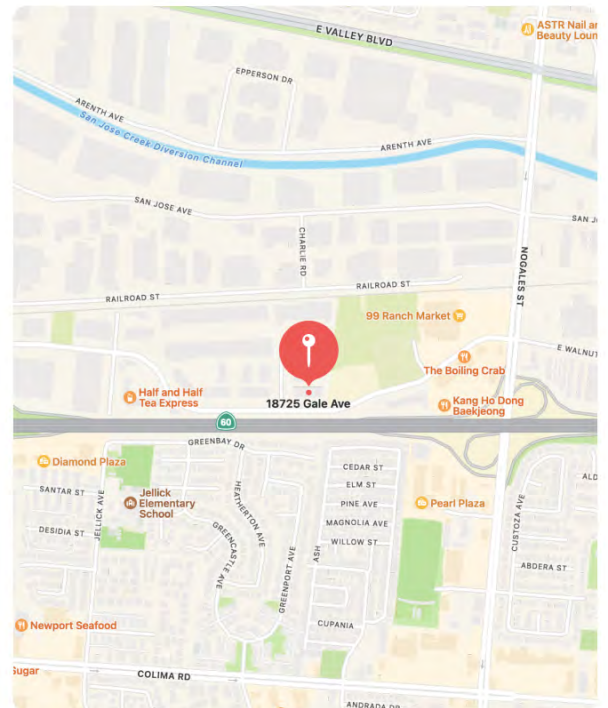 E VALLEY BLVD
ASTR Nail ar
Beauty Loun
EPPERSON DR
ARENTH AVE
San Jose Creek Diversion Channel
ARENTH AVE
SAN JOSE AVE
SAN J
CHARLIE RD
NOGALES ST
RAILROAD ST
RAILROAD ST
99 Ranch Market
E WALNUT
The Boiling Crab
Half and Half
Tea Express
18725 Gale Ave
Kang Ho Dong
Baekjeong
60
GREENBAY DR
Diamond Plaza
CEDAR ST
ELM ST
ALD
SANTAR ST
JELLICK AVE
Jellick
Elementary
School
HEATHERTON AVE
PINE AVE
Pearl Plaza
CUSTOZA AVE
MAGNOLIA AVE
DESIDIA ST
GREENCASTLE AVE
GREENPORT AVE
ASH
WILLOW ST
ABDERA ST
Newport Seafood
CUPANIA
Sugar
COLIMA RD
ANDRADA DR